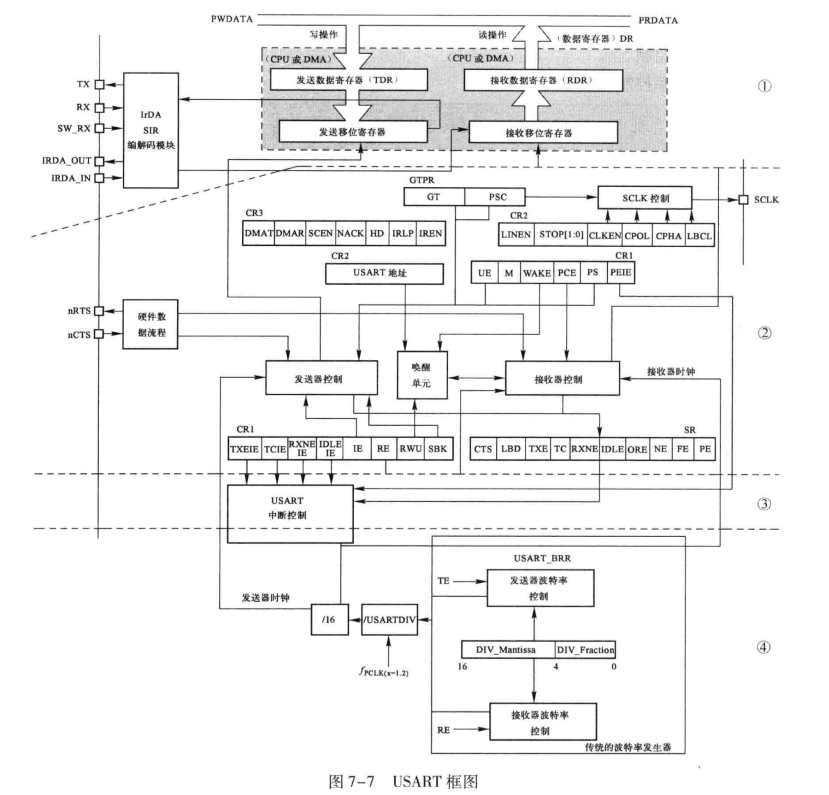 PWDATA
PRDATA
写操作
读操作
(数据寄存器) DR
(CPU 或 DMA)
(CPU 或 DMA)
发送数据寄存器 (TDR)
接收数据寄存器 (RDR)
①
TX
RX
SW_RX
IRDA_OUT
IRDA_IN
IrDA
SIR
编解码模块
发送移位寄存器
接收移位寄存器
GTPR
GT
PSC
SCLK 控制
SCLK
CR3
DMAT DMAR SCEN NACK HD IRLP IREN
CR2
LINEN STOP[1:0] CLKEN CPOL CPHA LBCL
CR2
USART 地址
CR1
UE M WAKE PCE PS PEIE
nRTS
nCTS
硬件数
据流程
②
发送器控制
唤醒
单元
接收器控制
接收器时钟
CR1
TXEIE TCIE RXNE IE IDLE IE IE RE RWU SBK
SR
CTS LBD TXE TC RXNE IDLE ORE NE FE PE
USART
中断控制
③
USART_BRR
TE
发送器波特率
控制
发送器时钟
/16
/USARTDIV
fPCLK(x=1.2)
DIV_Mantissa DIV_Fraction
16 4 0
④
接收器波特率
控制
RE
传统的波特率发生器
图 7-7 USART 框图